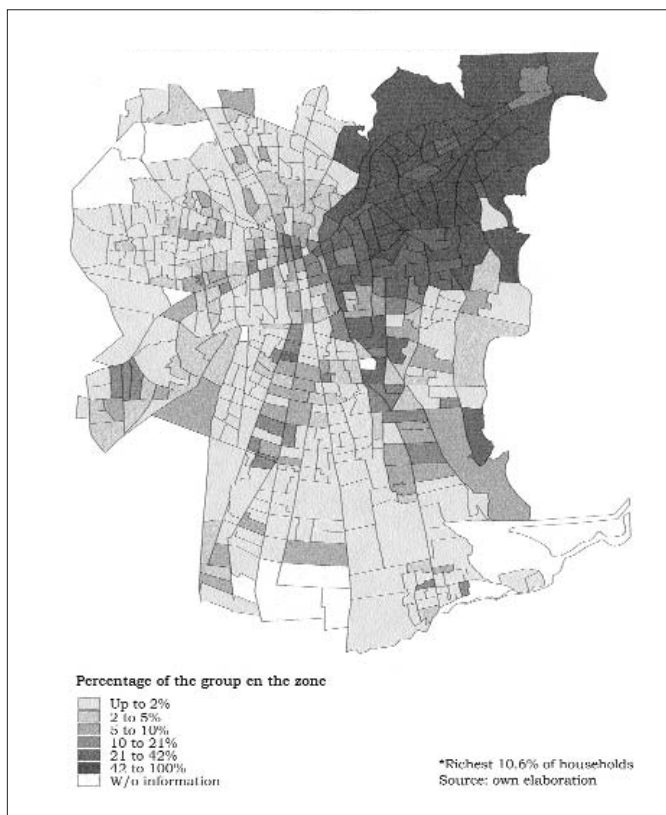 Percentage of the group en the zone
Up to 2%
2 to 5%
5 to 10%
10 to 21%
21 to 42%
42 to 100%
W/o information
*Richest 10.6% of households
Source: own elaboration